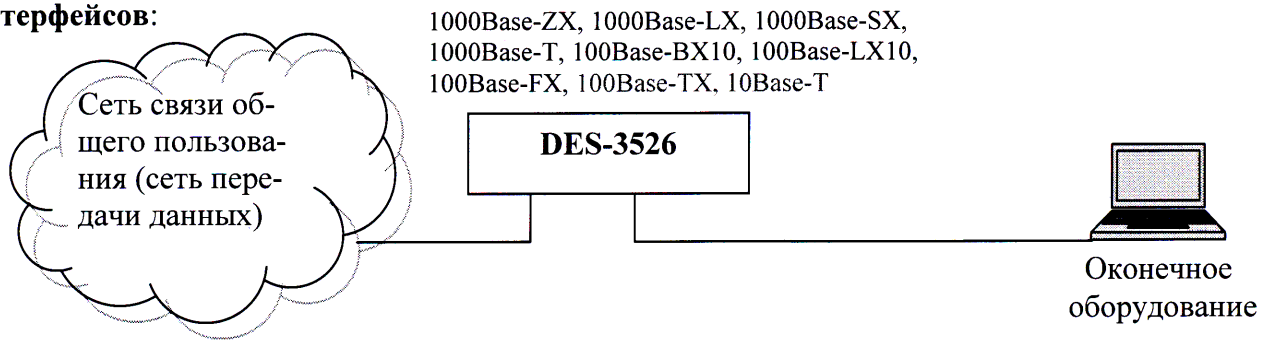 терфейсов:
1000Base-ZX, 1000Base-LX, 1000Base-SX,
1000Base-T, 100Base-BX10, 100Base-LX10,
100Base-FX, 100Base-TX, 10Base-T
Сеть связи об-
щего пользова-
ния (сеть пере-
дачи данных)
DES-3526
Оконечное
оборудование